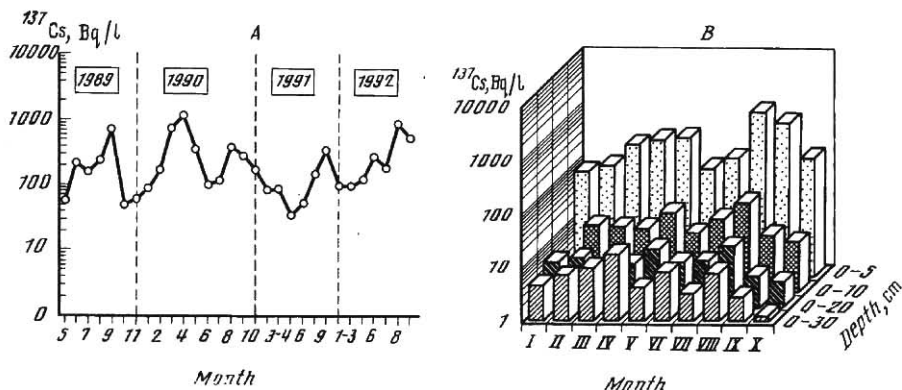 137Cs, Bq/l
A
10000
1000
100
10
0
1989
1990
1991
1992
5 7 9 11 2 4 6 8 10 3-4 6 9 1-3 6 8
Month
B
137Cs, Bq/l
10000
1000
100
10
1
I II III IV V VI VII VIII IX X
Month
0-5
0-10
0-20
0-30
Depth, cm